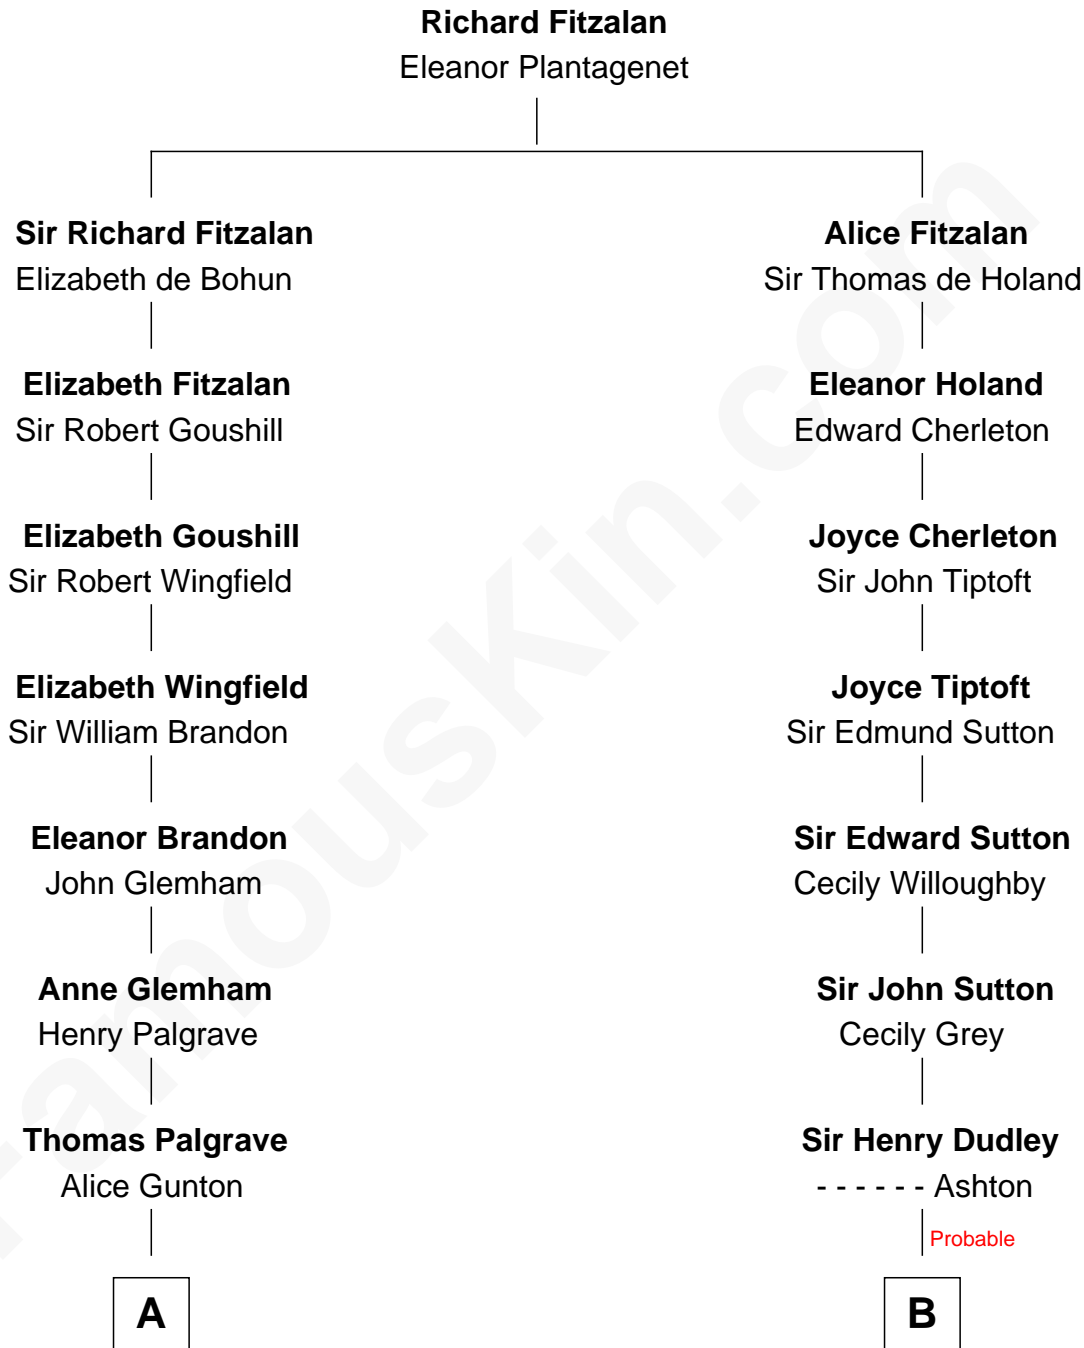 Richard Fitzalan
Eleanor Plantagenet
Sir Richard Fitzalan
Elizabeth de Bohun
Alice Fitzalan
Sir Thomas de Holand
Elizabeth Fitzalan
Sir Robert Goushill
Eleanor Holand
Edward Cherleton
Elizabeth Goushill
Sir Robert Wingfield
Joyce Cherleton
Sir John Tiptoft
Elizabeth Wingfield
Sir William Brandon
Joyce Tiptoft
Sir Edmund Sutton
Eleanor Brandon
John Glemham
Sir Edward Sutton
Cecily Willoughby
Anne Glemham
Henry Palgrave
Sir John Sutton
Cecily Grey
Thomas Palgrave
Alice Gunton
Sir Henry Dudley
- - - - - - Ashton
Probable
A
B
FamousKin.com